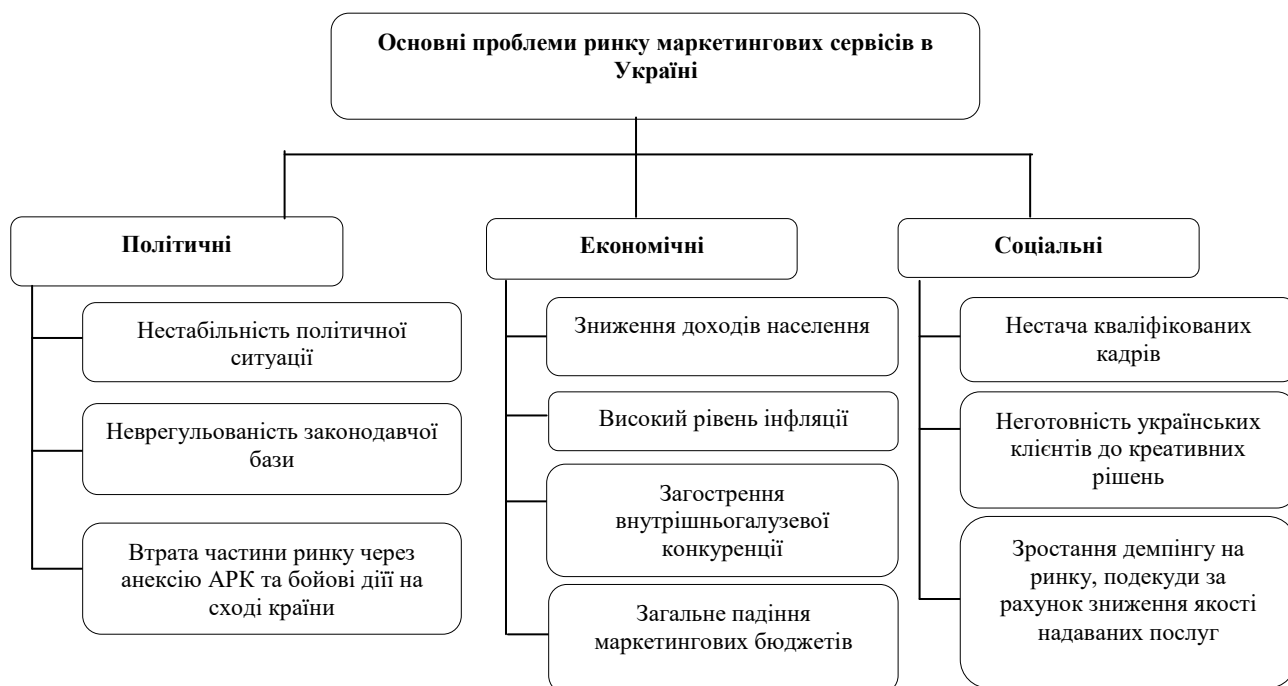 Основні проблеми ринку маркетингових сервісів в
Україні
Політичні
Нестабільність політичної
ситуації
Неврегульованість законодавчої
бази
Втрата частини ринку через
анексію АРК та бойові діїї на
сході країни
Економічні
Зниження доходів населення
Високий рівень інфляції
Загострення
внутрішньогалузевої
конкуренції
Загальне падіння
маркетингових бюджетів
Соціальні
Нестача кваліфікованих
кадрів
Неготовність українських
клієнтів до креативних
рішень
Зростання демпінгу на
ринку, подекуди за
рахунок зниження якості
надаваних послуг